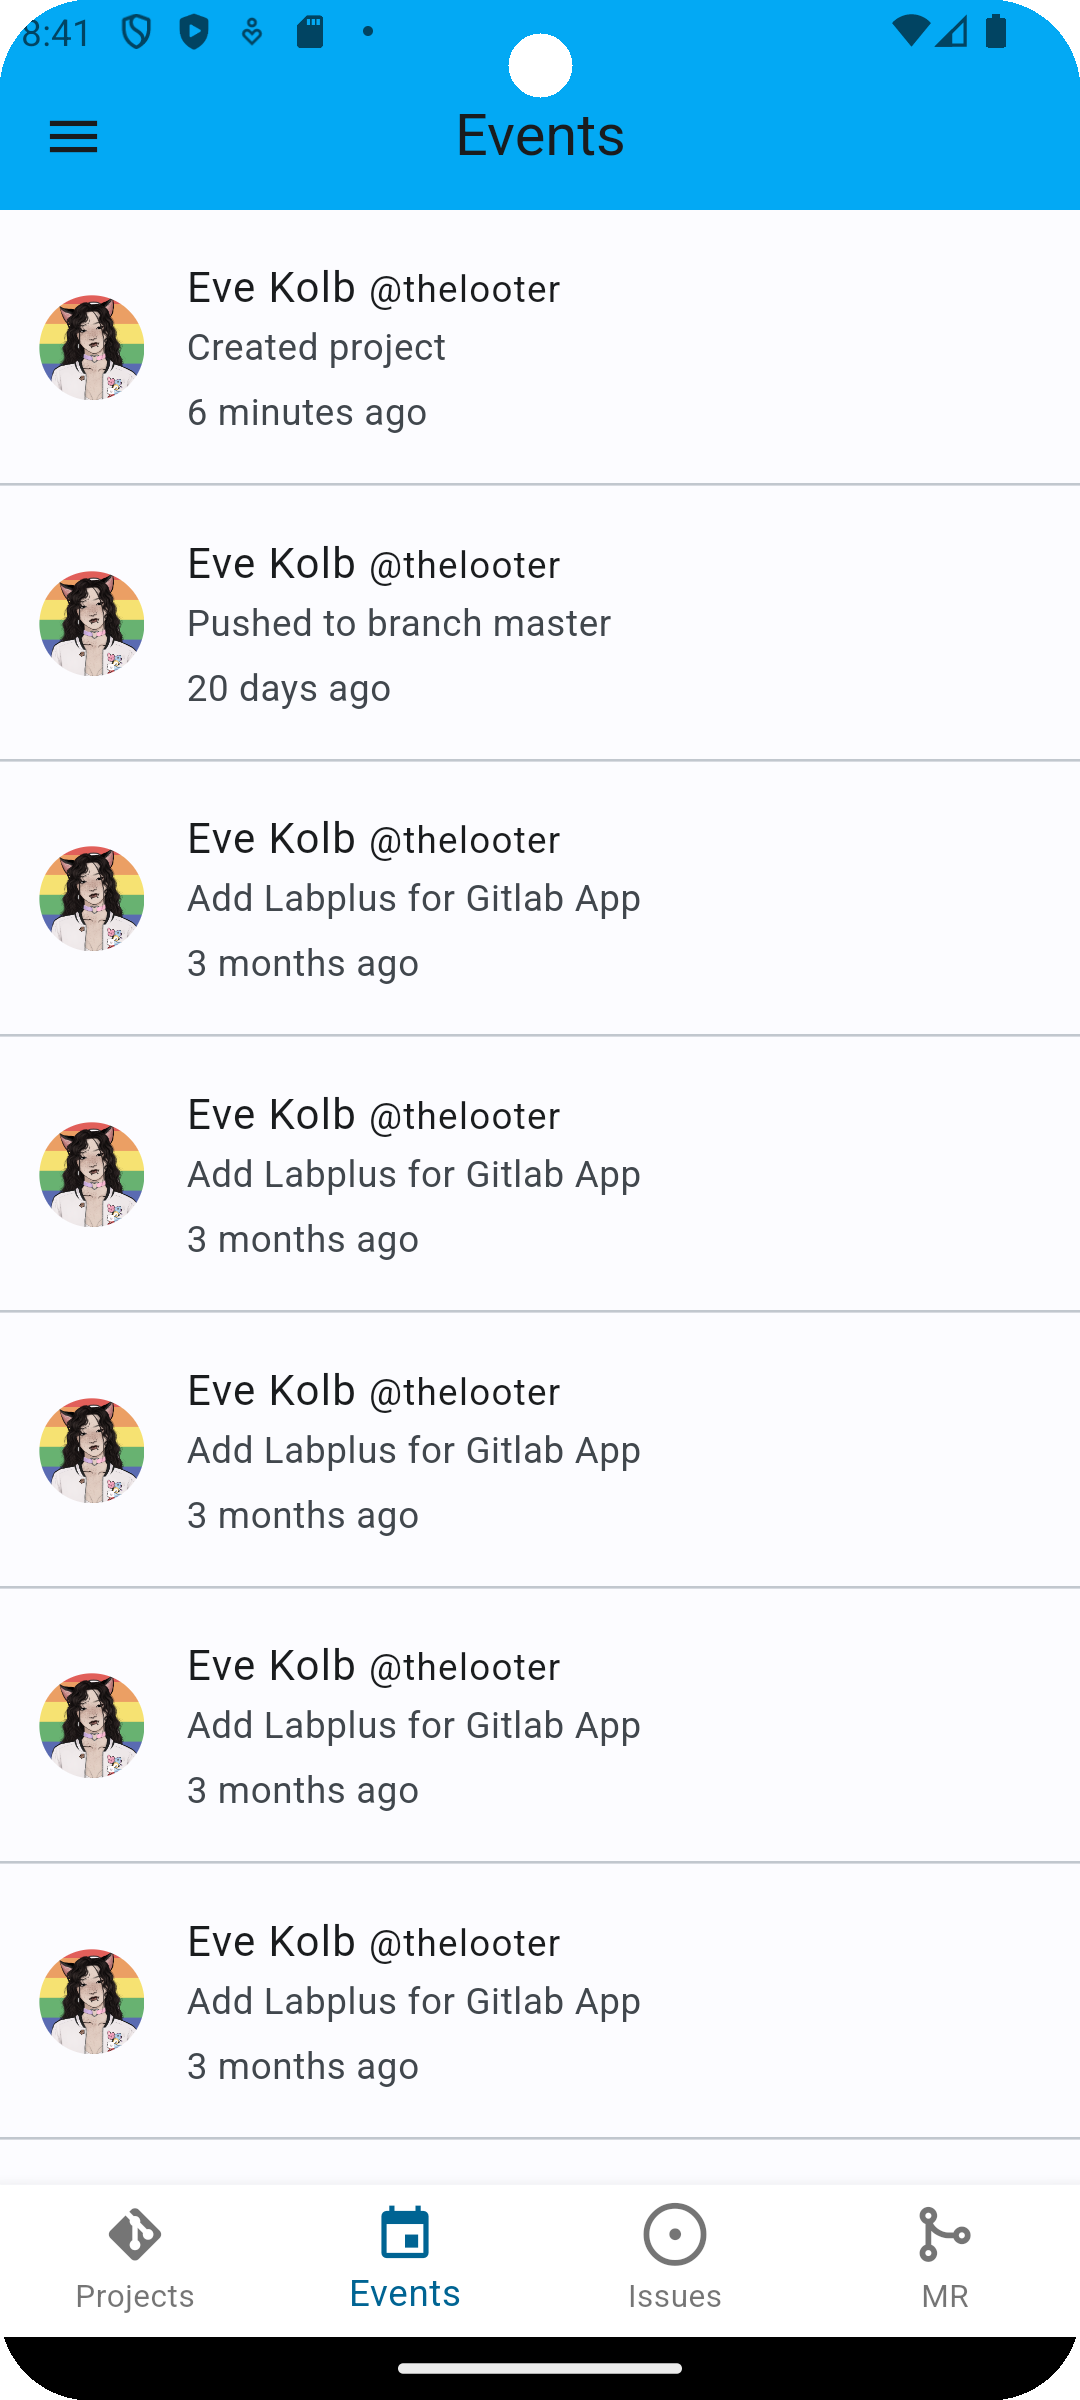 8:41
Events
Eve Kolb @thelooter
Created project
6 minutes ago
Eve Kolb @thelooter
Pushed to branch master
20 days ago
Eve Kolb @thelooter
Add Labplus for Gitlab App
3 months ago
Eve Kolb @thelooter
Add Labplus for Gitlab App
3 months ago
Eve Kolb @thelooter
Add Labplus for Gitlab App
3 months ago
Eve Kolb @thelooter
Add Labplus for Gitlab App
3 months ago
Eve Kolb @thelooter
Add Labplus for Gitlab App
3 months ago
Projects Events Issues MR